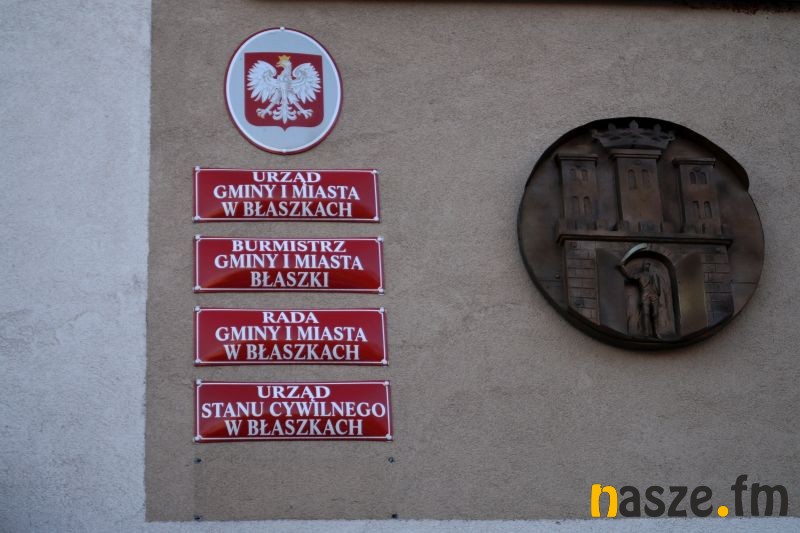 URZĄD
GMINY I MIASTA
W BŁASZKACH
BURMISTRZ
GMINY I MIASTA
BŁASZKI
RADA
GMINY I MIASTA
W BŁASZKACH
URZĄD
STANU CYWILNEGO
W BŁASZKACH
nasze.fm